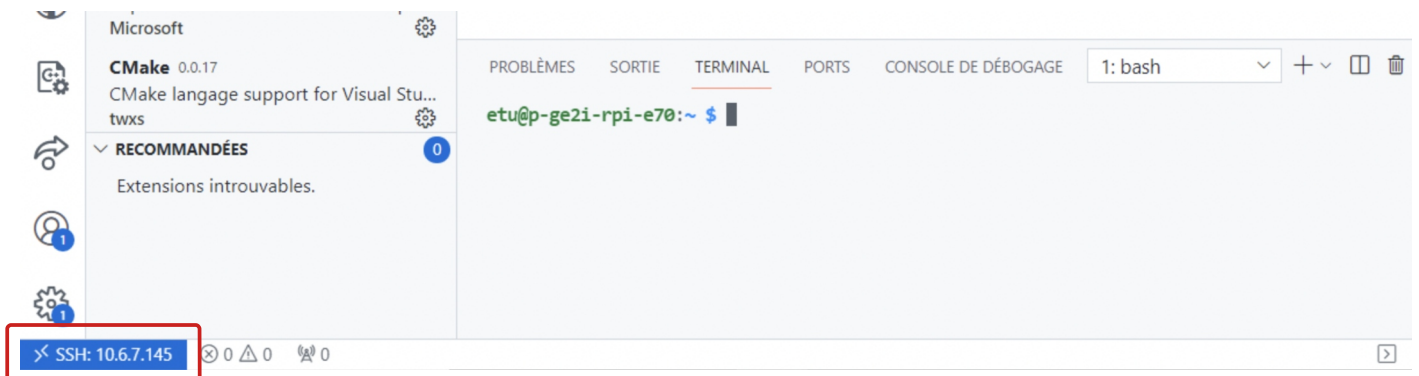 Microsoft
CMake 0.0.17
CMake langage support for Visual Stu...
twxs
RECOMMANDÉES 0
Extensions introuvables.
1
1
PROBLÈMES SORTIE TERMINAL PORTS CONSOLE DE DÉBOGAGE 1: bash
etu@p-ge2i-rpi-e70:~ $
SSH: 10.6.7.145 0 0 0